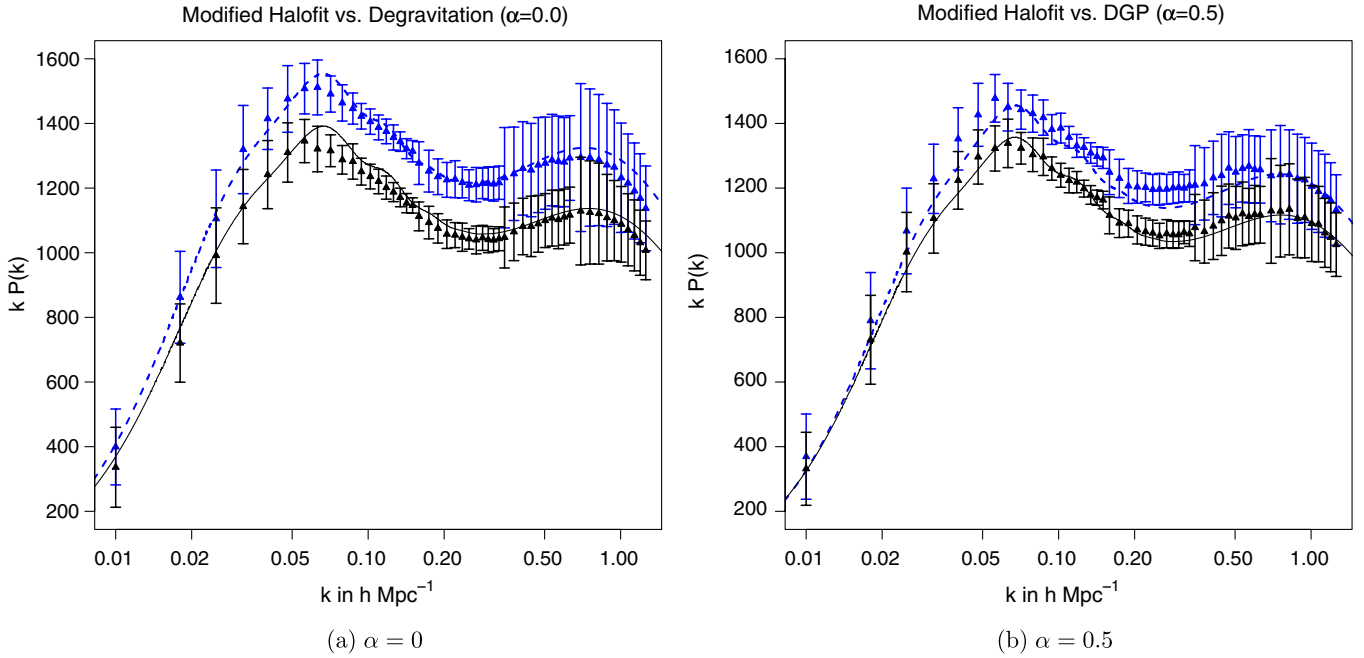 Modified Halofit vs. Degravitation (α=0.0)
1600
1400
1200
1000
800
600
400
200
k P(k)
0.01 0.02 0.05 0.10 0.20 0.50 1.00
k in h Mpc⁻¹
(a) α = 0
Modified Halofit vs. DGP (α=0.5)
1600
1400
1200
1000
800
600
400
200
k P(k)
0.01 0.02 0.05 0.10 0.20 0.50 1.00
k in h Mpc⁻¹
(b) α = 0.5